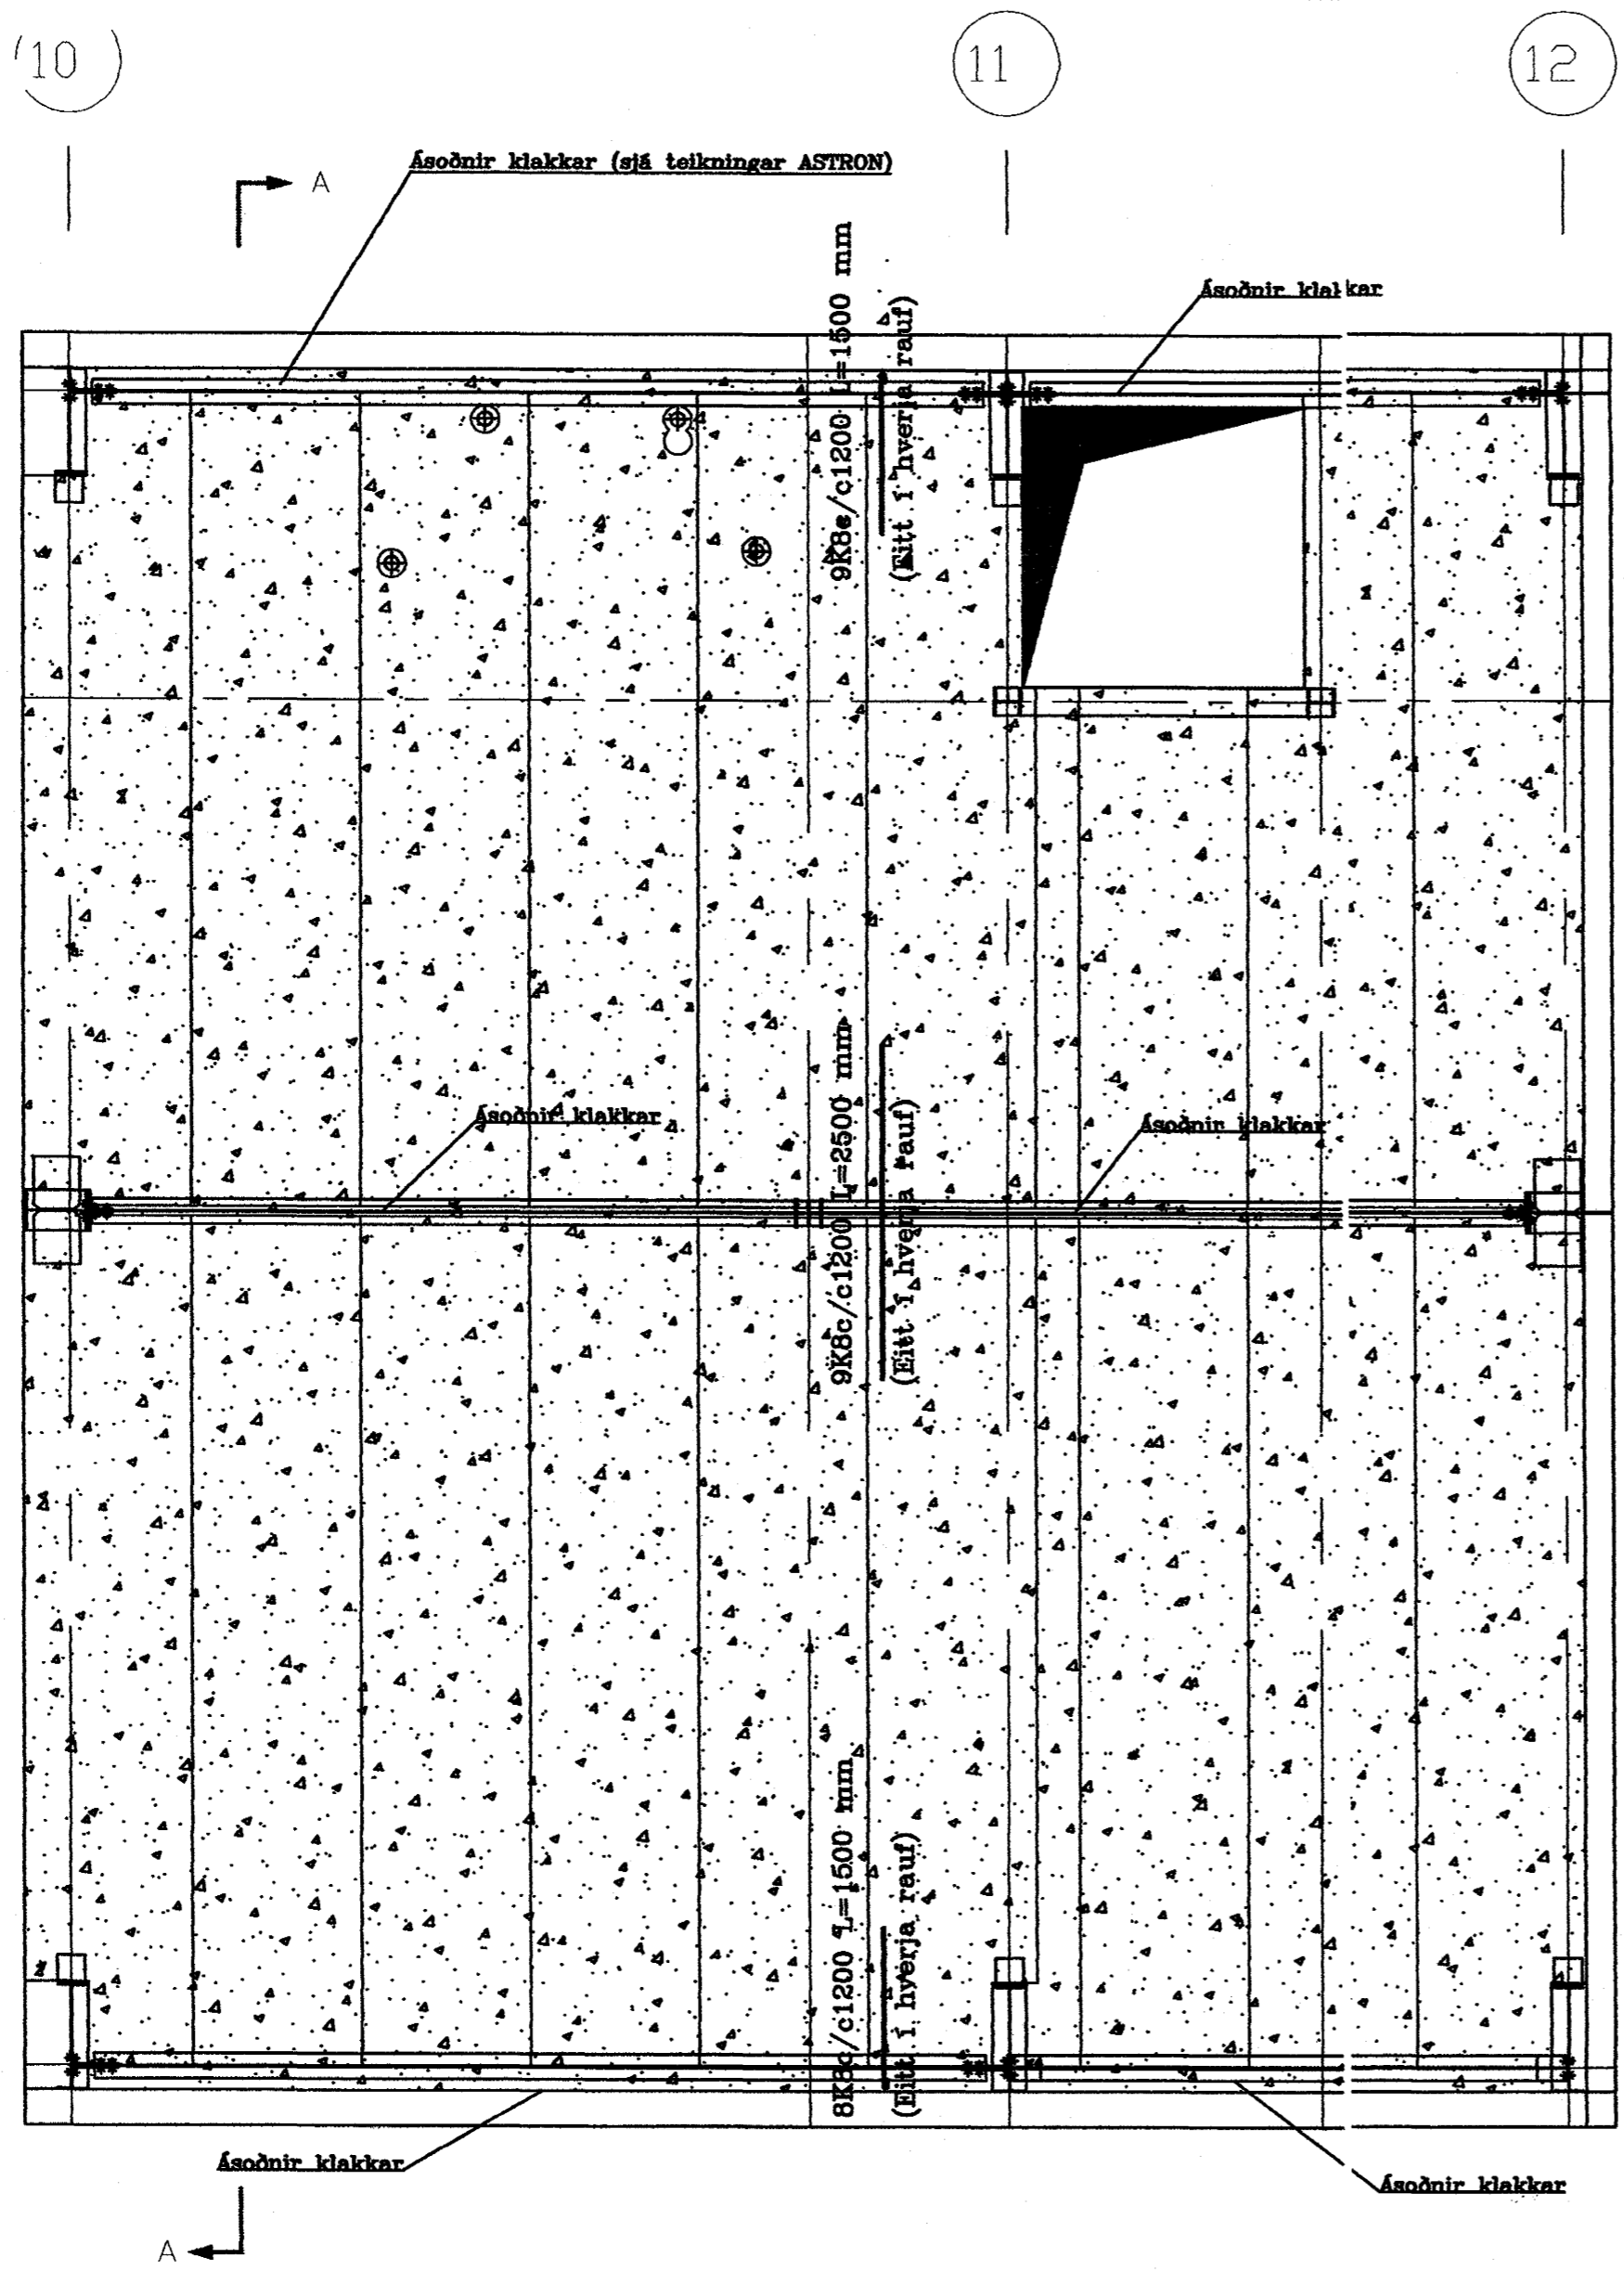 10
11
12
Ásoðnir klakkar (sjá teikningar ASTRON)
A
Ásoðnir klakkar
9K8c/c1200 L=1500 mm
(Eitt í hverja rauf)
Ásoðnir klakkar
Ásoðnir klakkar
9K8c/c1200 L=2500 mm
(Eitt í hverja rauf)
8K8c/c1200 L=1500 mm
(Eitt í hverja rauf)
Ásoðnir klakkar
Ásoðnir klakkar
A